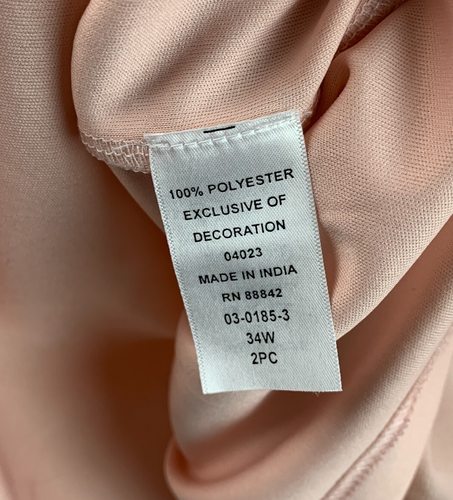 100% POLYESTER
EXCLUSIVE OF
DECORATION
04023
MADE IN INDIA
RN 88842
03-0185-3
34W
2PC